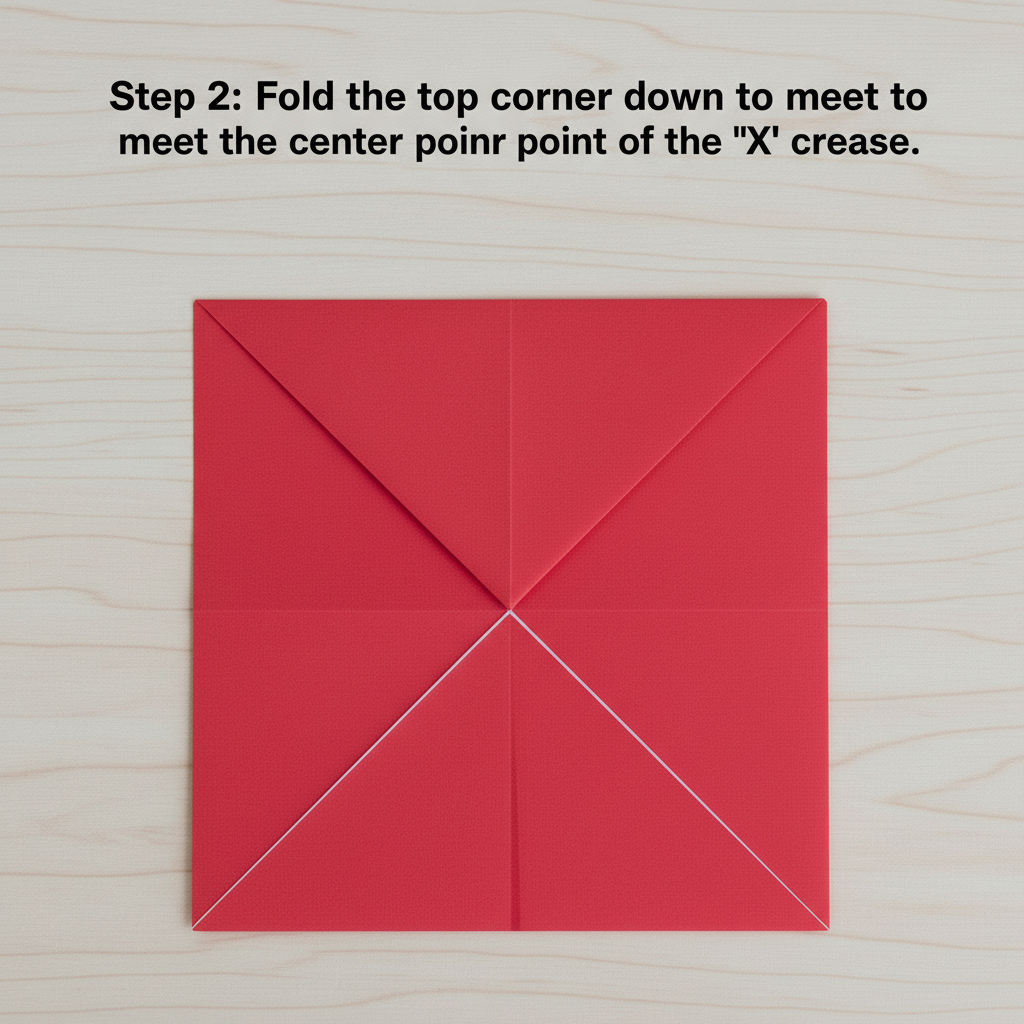 Step 2: Fold the top corner down to meet to
meet the center poinr point of the "X' crease.